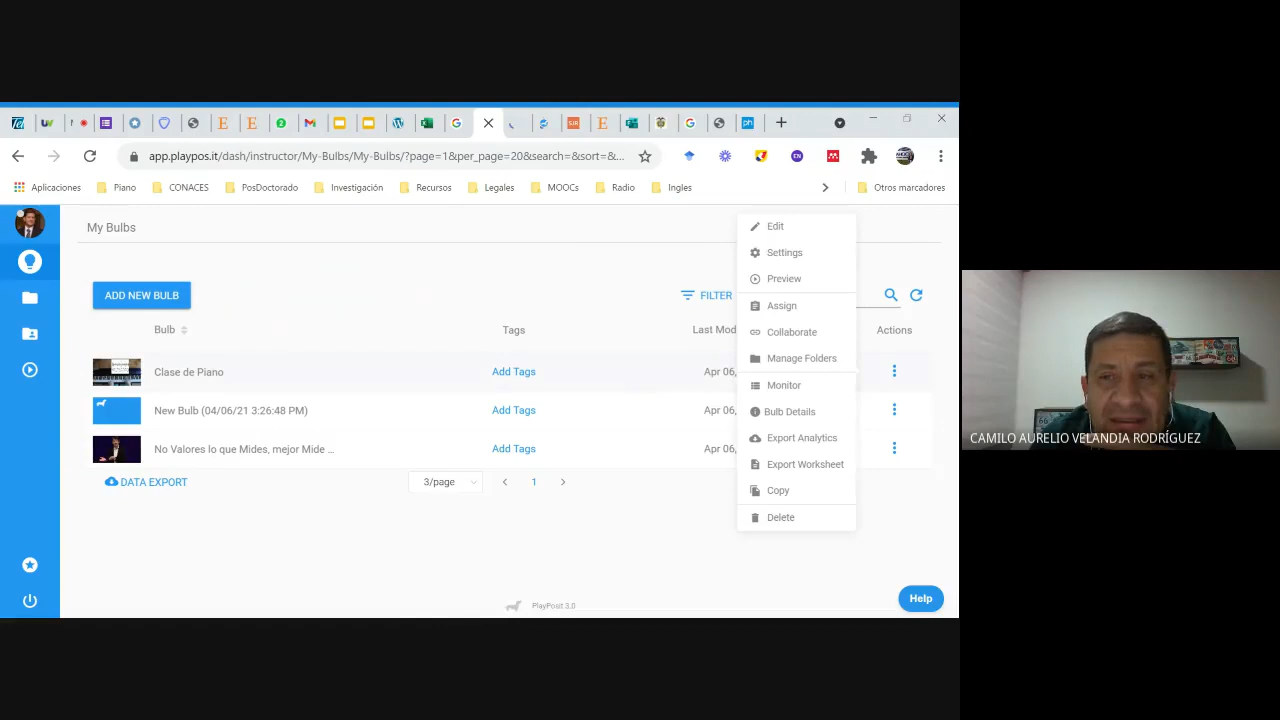 app.playpos.it/dash/instructor/My-Bulbs/My-Bulbs/?page=1&per_page=20&search=&sort=&...
Aplicaciones Piano CONACES PosDoctorado Investigación Recursos Legales MOOCs Radio Ingles Otros marcadores
My Bulbs
ADD NEW BULB
FILTER
Bulb Tags Last Mod Actions
Clase de Piano Add Tags Apr 06,
New Bulb (04/06/21 3:26:48 PM) Add Tags Apr 06,
No Valores lo que Mides, mejor Mide ... Add Tags Apr 06,
DATA EXPORT 3/page 1
Edit
Settings
Preview
Assign
Collaborate
Manage Folders
Monitor
Bulb Details
Export Analytics
Export Worksheet
Copy
Delete
PlayPosit 3.0
Help
CAMILO AURELIO VELANDIA RODRÍGUEZ